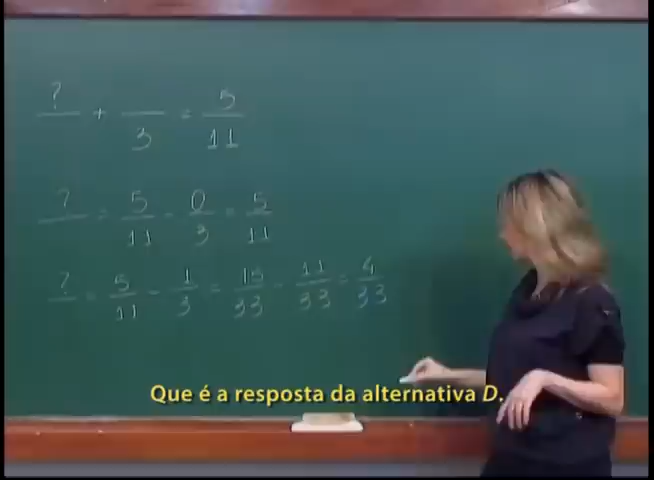 ? + /3 = 5/11
? = 5/11 - 0/3 = 5/11
? = 5/11 - 1/3 = 15/33 - 11/33 = 4/33
Que é a resposta da alternativa D.